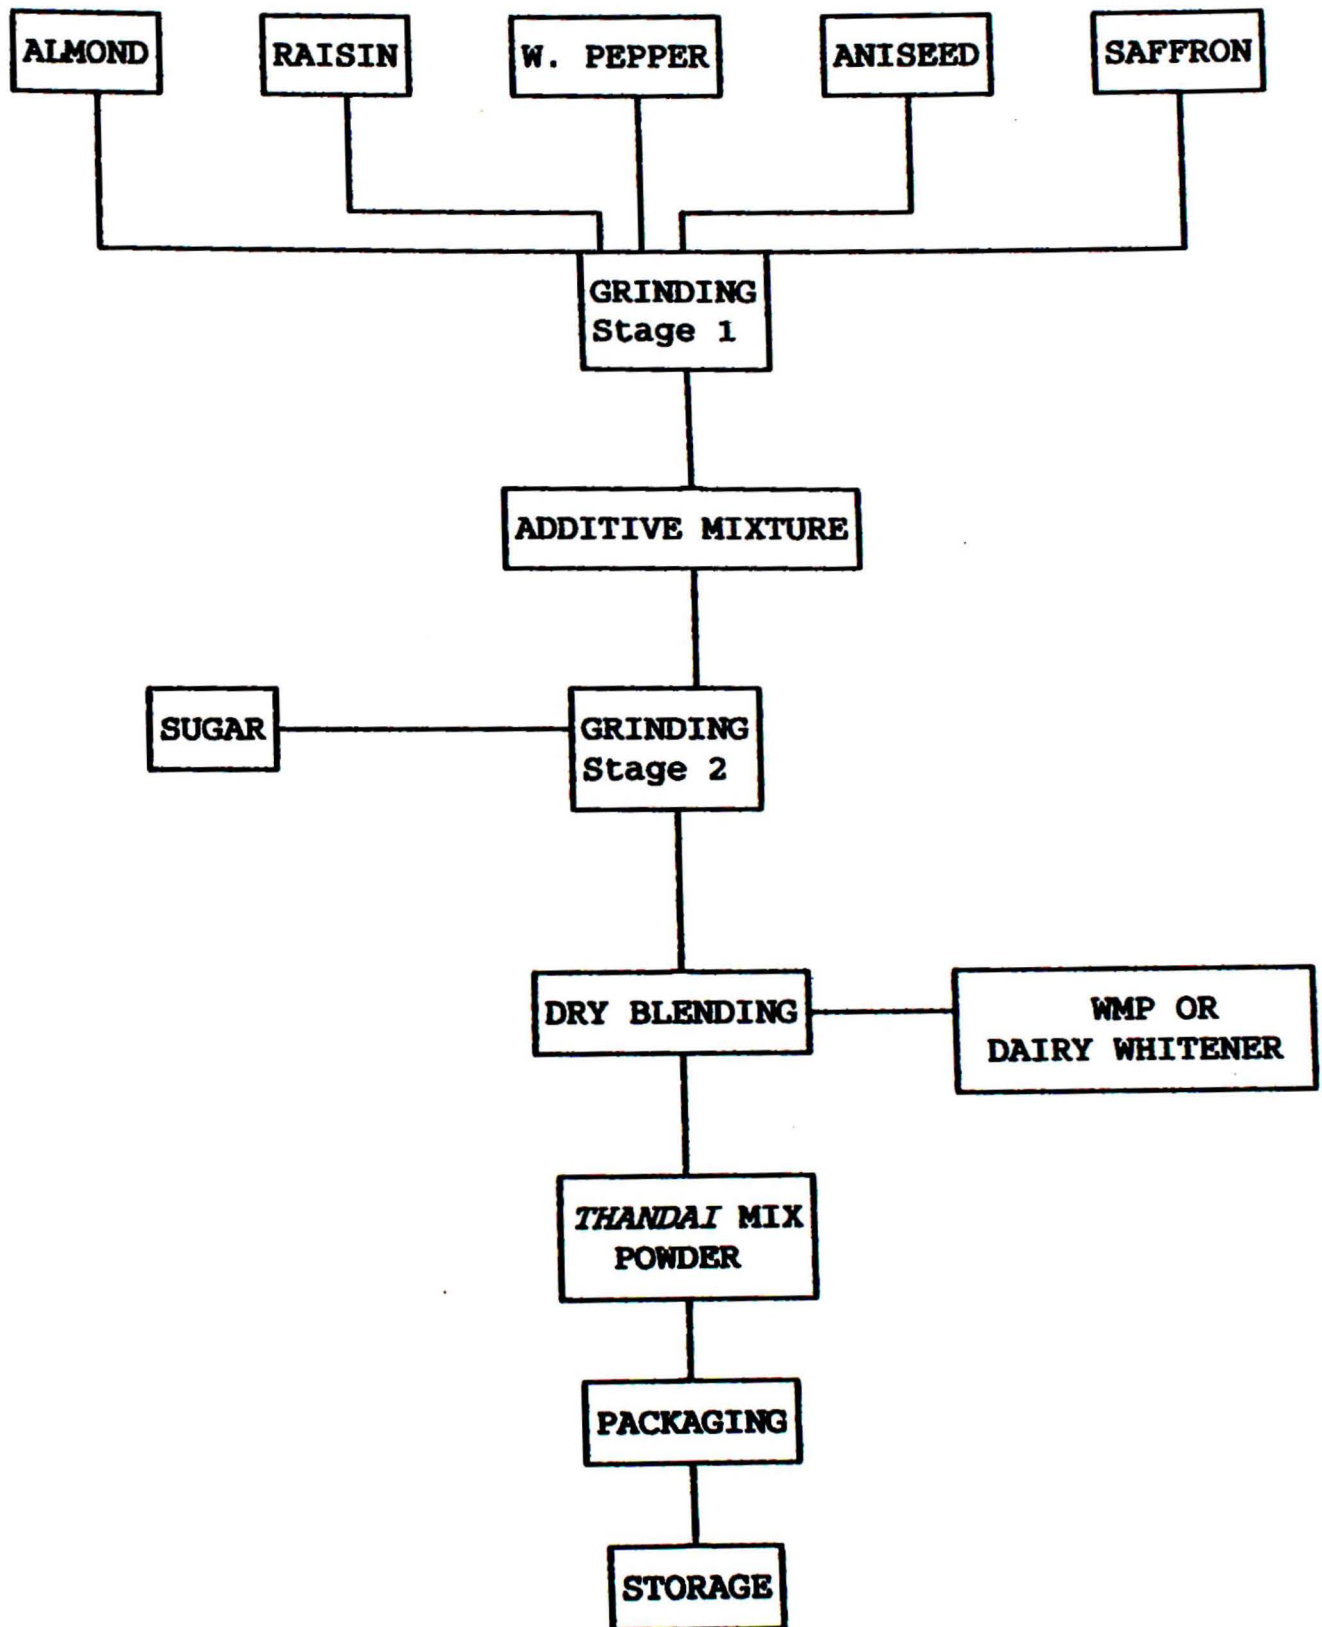 ALMOND
RAISIN
W. PEPPER
ANISEED
SAFFRON
GRINDING
Stage 1
ADDITIVE MIXTURE
SUGAR
GRINDING
Stage 2
DRY BLENDING
WMP OR
DAIRY WHITENER
THANDAI MIX
POWDER
PACKAGING
STORAGE